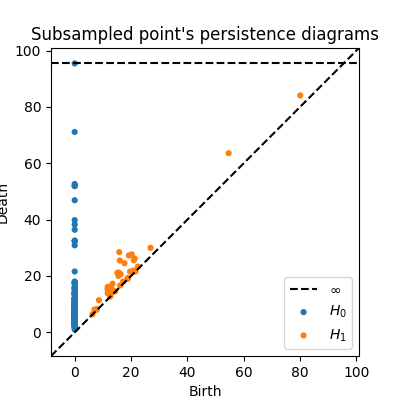 Subsampled point's persistence diagrams
100
80
60
40
20
0
Death
0 20 40 60 80 100
Birth
∞
H₀
H₁